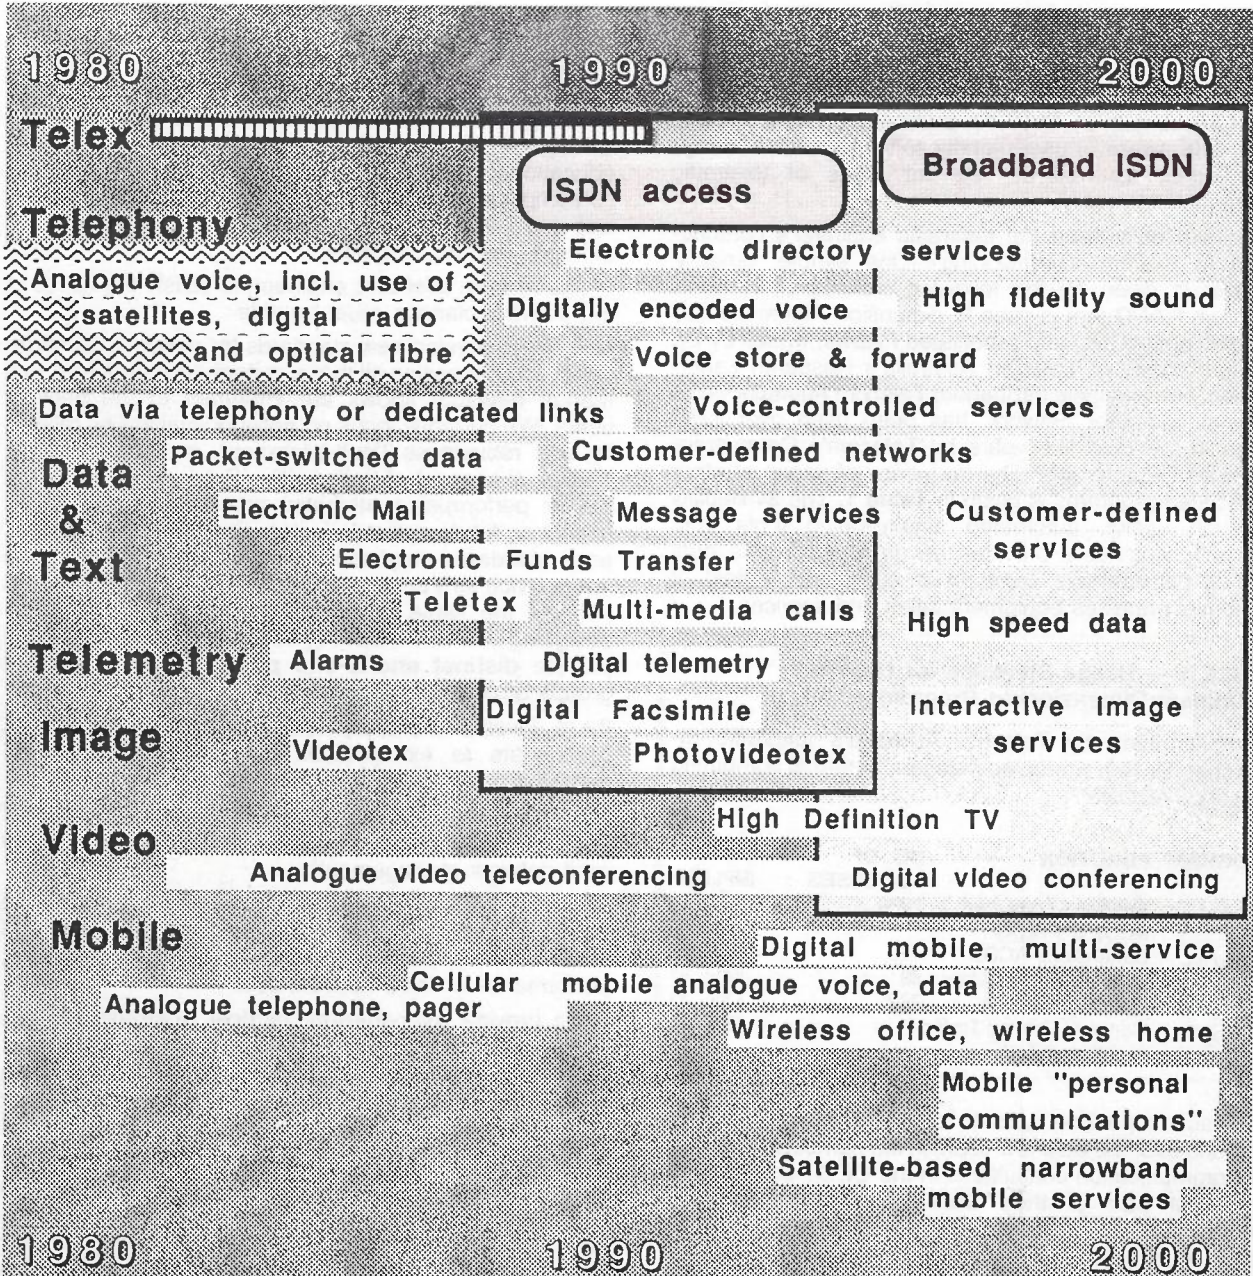 1980 1990 2000
Telex
ISDN access
Broadband ISDN
Telephony
Electronic directory services
Analogue voice, incl. use of
satellites, digital radio
and optical fibre
Digitally encoded voice
High fidelity sound
Voice store & forward
Data via telephony or dedicated links
Voice-controlled services
Data
&
Text
Packet-switched data
Customer-defined networks
Electronic Mail
Message services
Customer-defined
services
Electronic Funds Transfer
Teletex
Multi-media calls
High speed data
Telemetry
Alarms
Digital telemetry
Image
Digital Facsimile
Interactive image
services
Videotex
Photovideotex
Video
High Definition TV
Analogue video teleconferencing
Digital video conferencing
Mobile
Digital mobile, multi-service
Cellular mobile analogue voice, data
Analogue telephone, pager
Wireless office, wireless home
Mobile "personal
communications"
Satellite-based narrowband
mobile services
1980 1990 2000